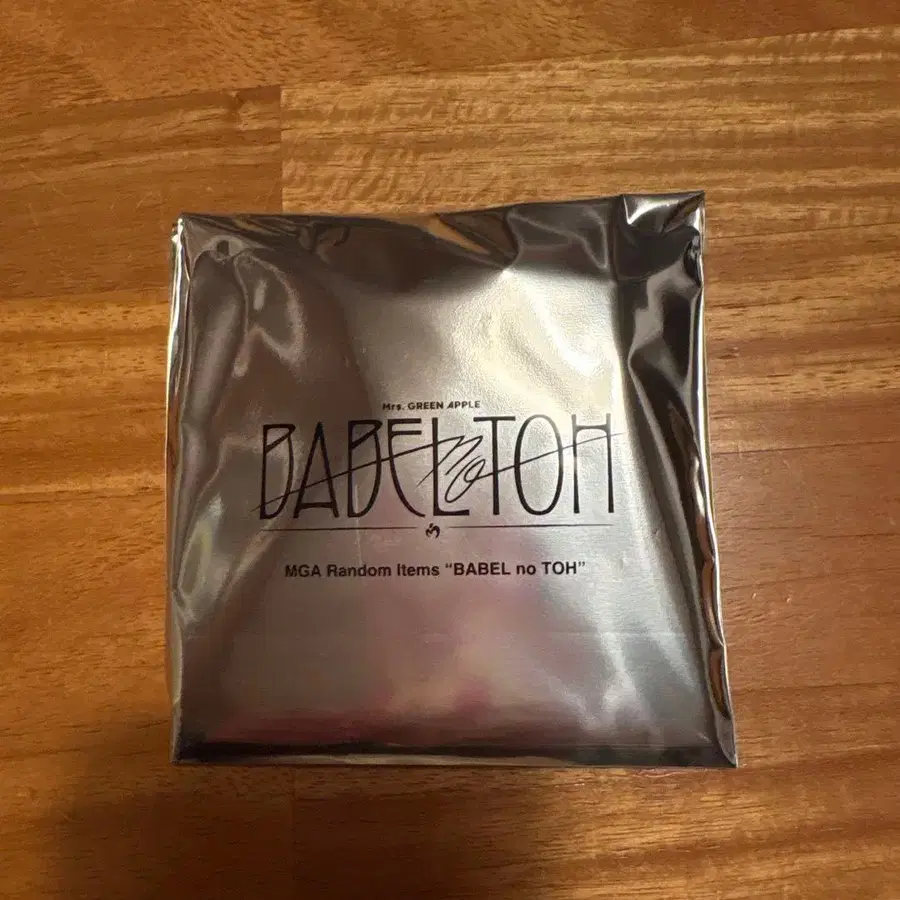 Mrs. GREEN APPLE
BABEL no TOH
MGA Random Items “BABEL no TOH”